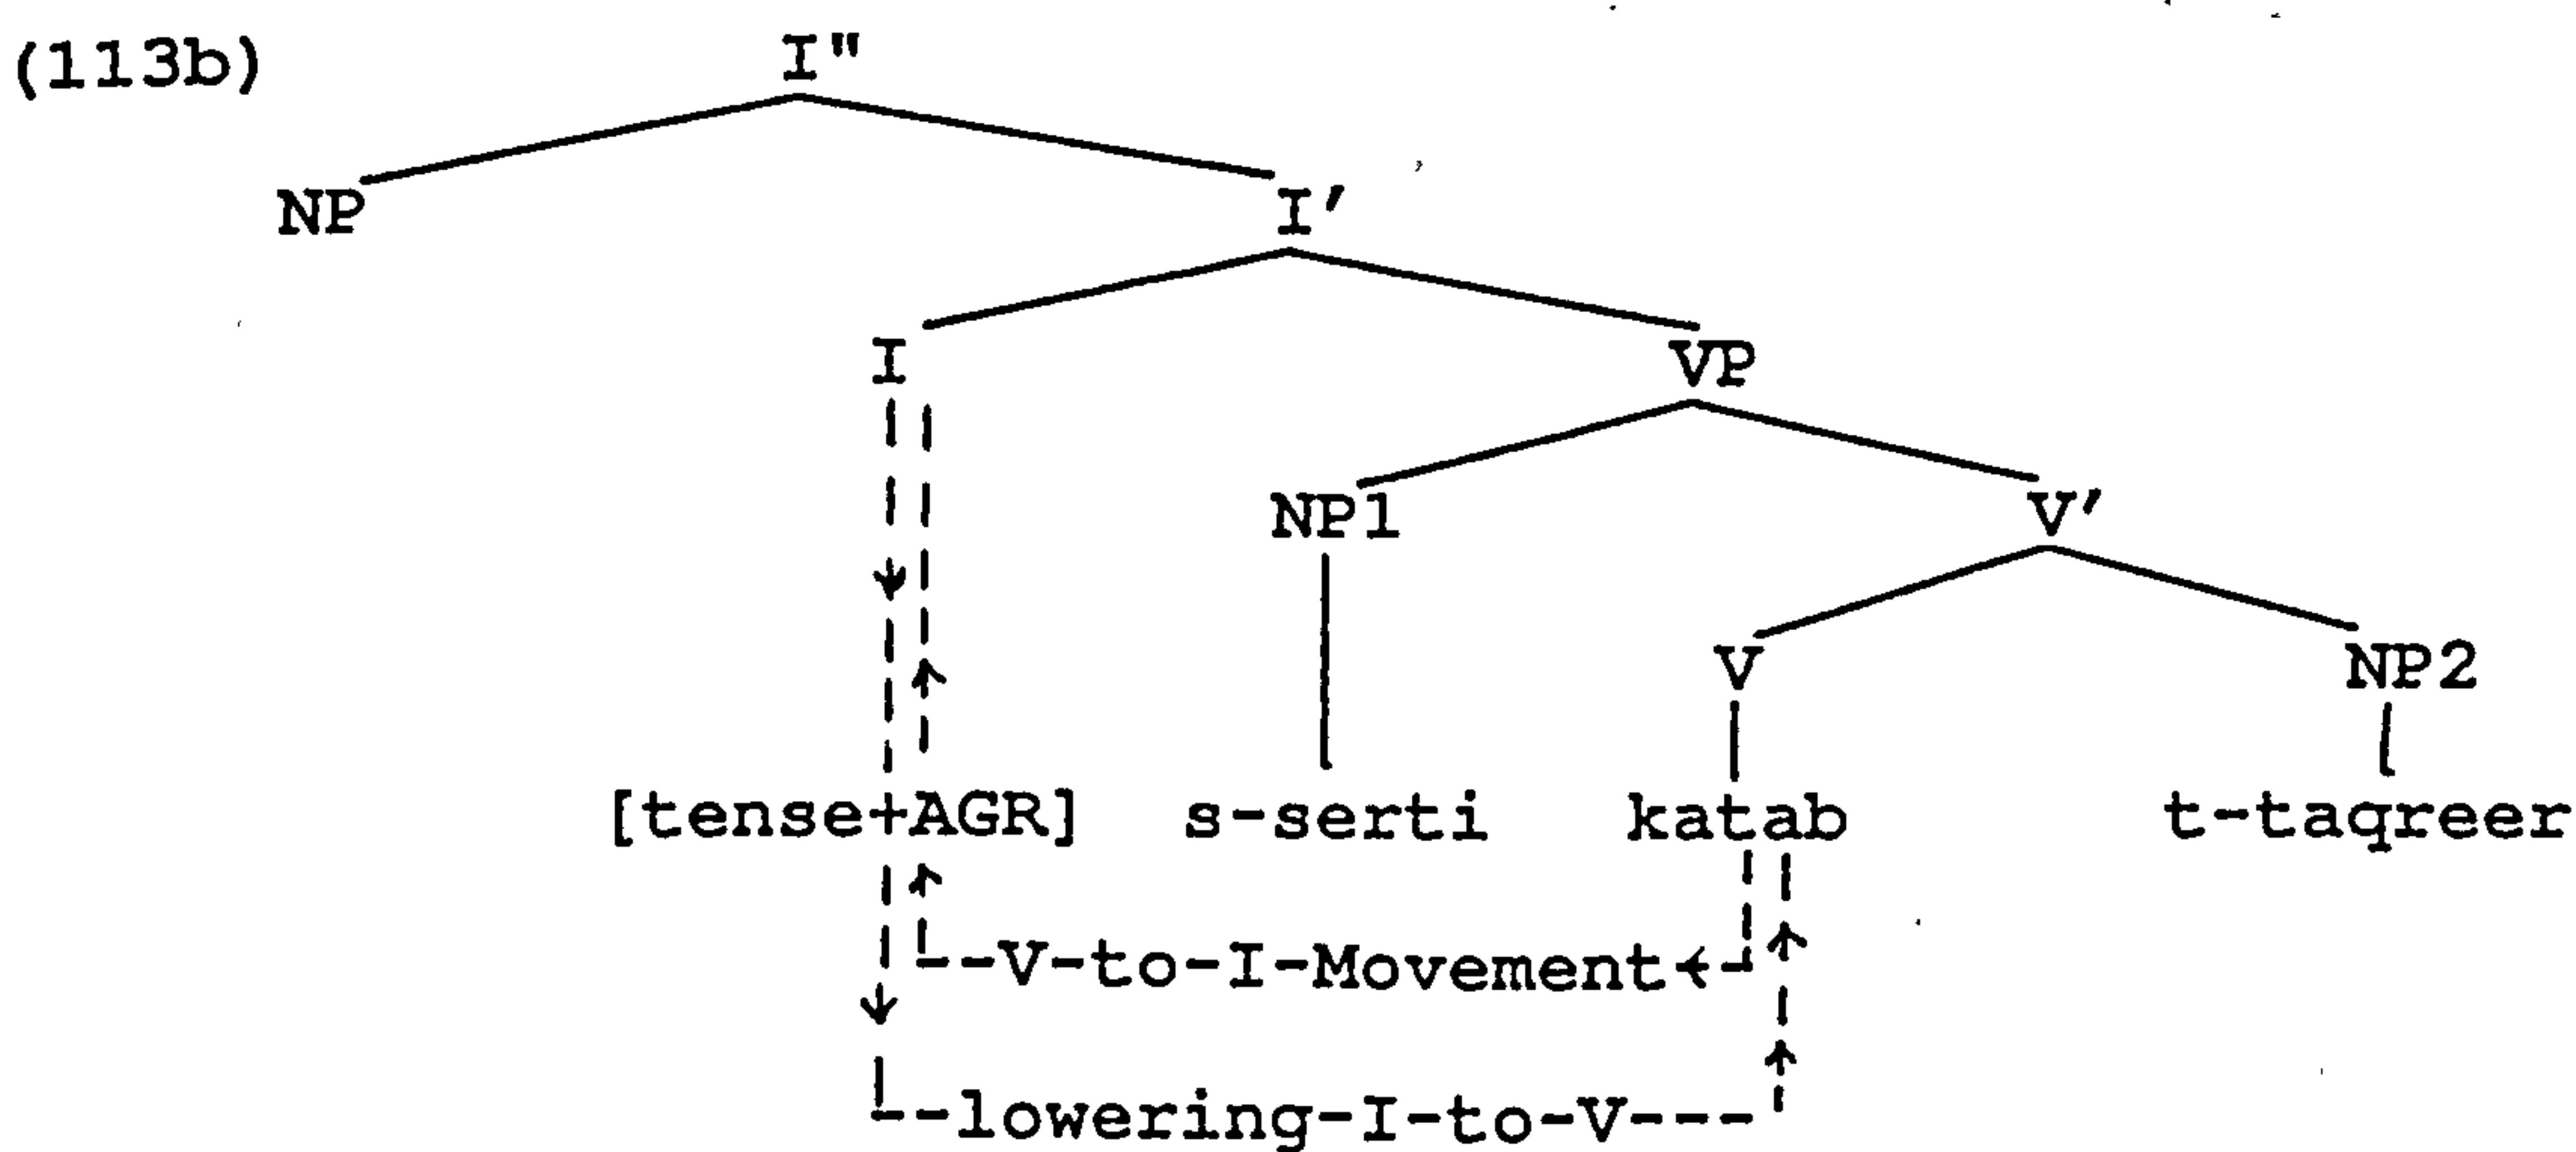 (113b) I"
NP I'
I VP
NP1 V'
V NP2
[tense+AGR] s-serti katab t-taqreer
V-to-I-Movement
lowering-I-to-V